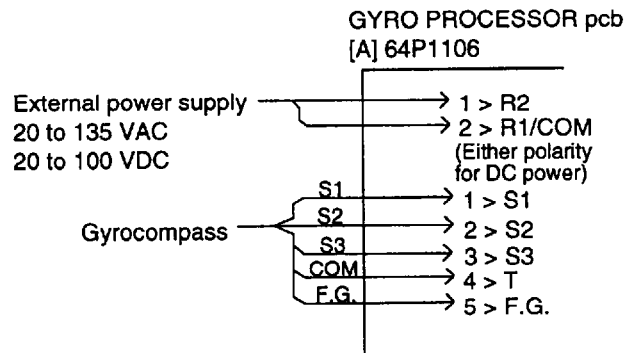 GYRO PROCESSOR pcb
[A] 64P1106
External power supply
20 to 135 VAC
20 to 100 VDC
1 > R2
2 > R1/COM
(Either polarity
for DC power)
Gyrocompass
S1
1 > S1
S2
2 > S2
S3
3 > S3
COM
4 > T
F.G.
5 > F.G.